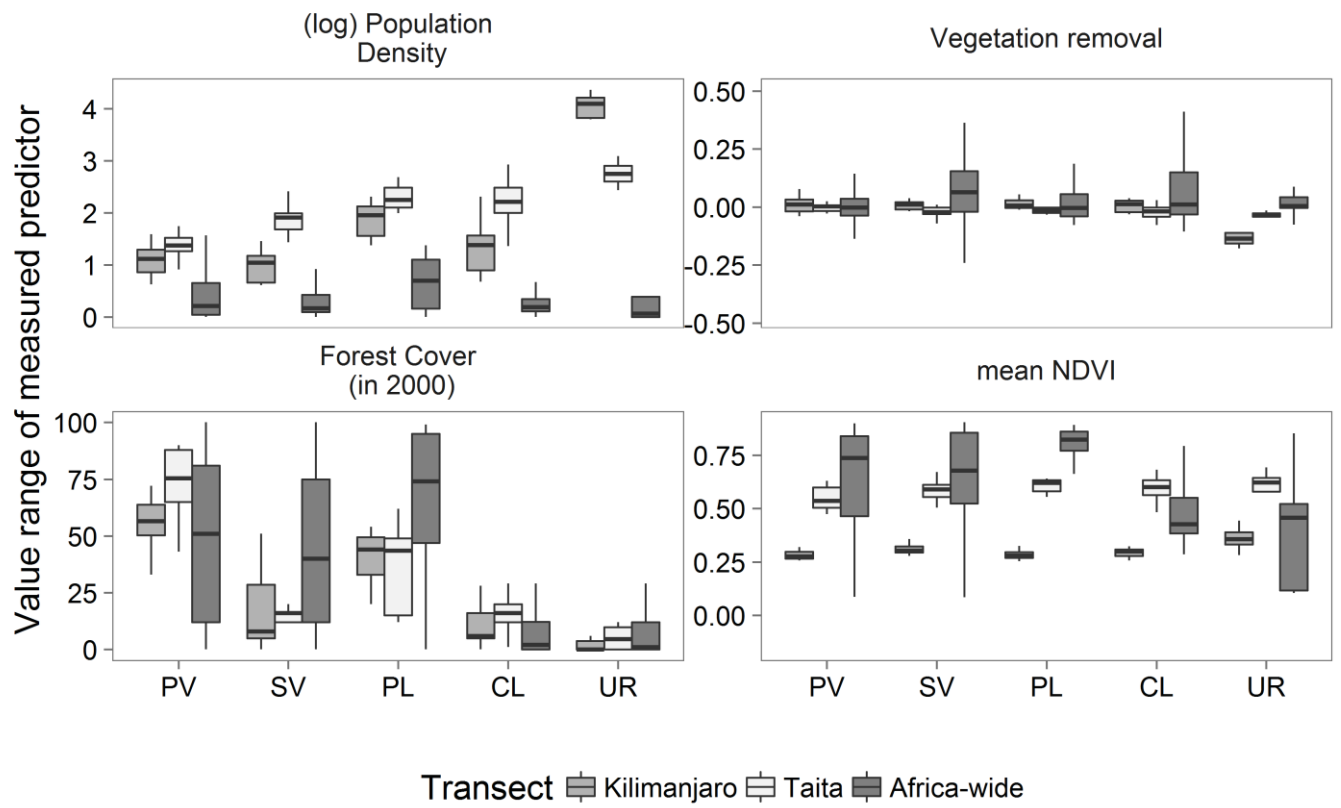 (log) Population
Density
Vegetation removal
Value range of measured predictor
4
3
2
1
0
0.50
0.25
0.00
-0.25
-0.50
Forest Cover
(in 2000)
mean NDVI
100
75
50
25
0
0.75
0.50
0.25
0.00
PV SV PL CL UR
PV SV PL CL UR
Transect Kilimanjaro Taita Africa-wide